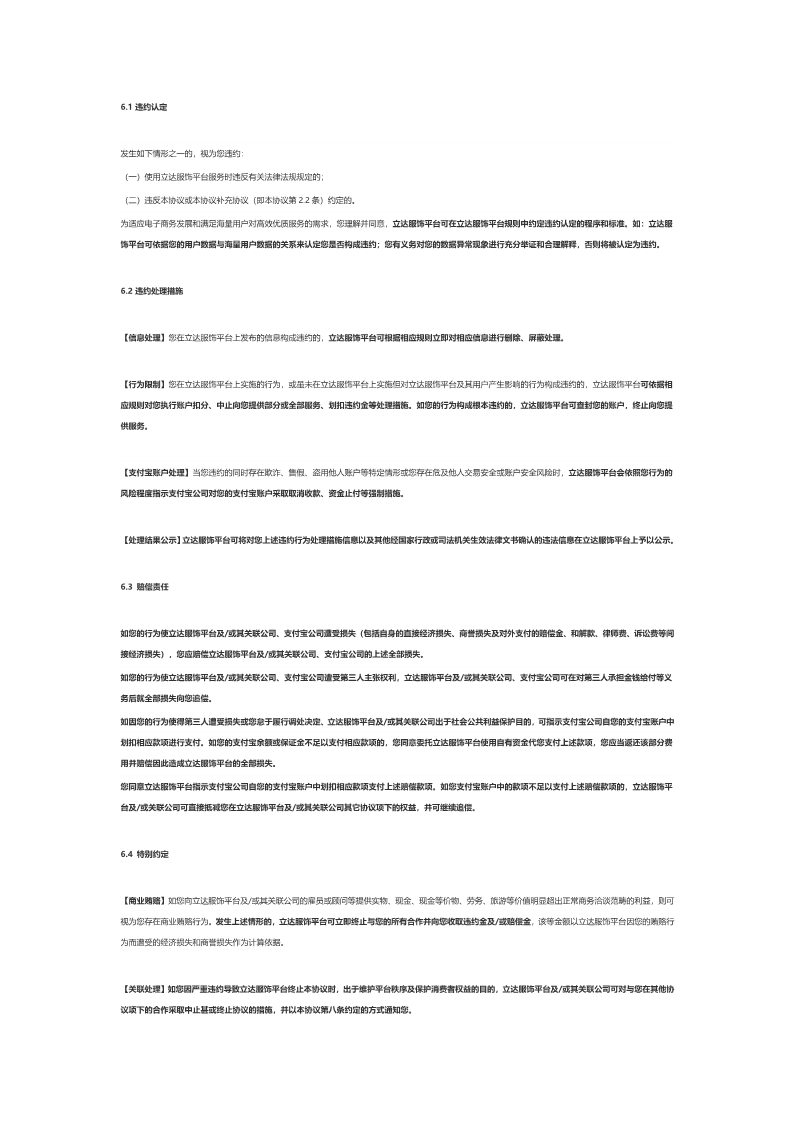 6.1 违约认定
发生如下情形之一的，视为您违约：
（一）使用立达服饰平台服务时违反有关法律法规规定的；
（二）违反本协议或本协议补充协议（即本协议第 2.2 条）约定的。
为适应电子商务发展和满足海量用户对高效优质服务的需求，您理解并同意，立达服饰平台可在立达服饰平台规则中约定违约认定的程序和标准。如：立达服
饰平台可依据您的用户数据与海量用户数据的关系来认定您是否构成违约；您有义务对您的数据异常现象进行充分举证和合理解释，否则将被认定为违约。
6.2 违约处理措施
【信息处理】您在立达服饰平台上发布的信息构成违约的，立达服饰平台可根据相应规则立即对相应信息进行删除、屏蔽处理。
【行为限制】您在立达服饰平台上实施的行为，或虽未在立达服饰平台上实施但对立达服饰平台及其用户产生影响的行为构成违约的，立达服饰平台可依据相
应规则对您执行账户扣分、中止向您提供部分或全部服务、划扣违约金等处理措施。如您的行为构成根本违约的，立达服饰平台可查封您的账户，终止向您提
供服务。
【支付宝账户处理】当您违约的同时存在欺诈、售假、盗用他人账户等特定情形或您存在危及他人交易安全或账户安全风险时，立达服饰平台会依照您行为的
风险程度指示支付宝公司对您的支付宝账户采取取消收款、资金止付等强制措施。
【处理结果公示】立达服饰平台可将对您上述违约行为处理措施信息以及其他经国家行政或司法机关生效法律文书确认的违法信息在立达服饰平台上予以公示。
6.3 赔偿责任
如您的行为使立达服饰平台及/或其关联公司、支付宝公司遭受损失（包括自身的直接经济损失、商誉损失及对外支付的赔偿金、和解款、律师费、诉讼费等间
接经济损失），您应赔偿立达服饰平台及/或其关联公司、支付宝公司的上述全部损失。
如您的行为使立达服饰平台及/或其关联公司、支付宝公司遭受第三人主张权利，立达服饰平台及/或其关联公司、支付宝公司可在对第三人承担金钱给付等义
务后就全部损失向您追偿。
如因您的行为使得第三人遭受损失或您怠于履行调处决定、立达服饰平台及/或其关联公司出于社会公共利益保护目的，可指示支付宝公司自您的支付宝账户中
划扣相应款项进行支付。如您的支付宝余额或保证金不足以支付相应款项的，您同意委托立达服饰平台使用自有资金代您支付上述款项，您应当返还该部分费
用并赔偿因此造成立达服饰平台的全部损失。
您同意立达服饰平台指示支付宝公司自您的支付宝账户中划扣相应款项支付上述赔偿款项。如您支付宝账户中的款项不足以支付上述赔偿款项的，立达服饰平
台及/或关联公司可直接抵减您在立达服饰平台及/或其关联公司其它协议项下的权益，并可继续追偿。
6.4 特别约定
【商业贿赂】如您向立达服饰平台及/或其关联公司的雇员或顾问等提供实物、现金、现金等价物、劳务、旅游等价值明显超出正常商务洽谈范畴的利益，则可
视为您存在商业贿赂行为。发生上述情形的，立达服饰平台可立即终止与您的所有合作并向您收取违约金及/或赔偿金，该等金额以立达服饰平台因您的贿赂行
为而遭受的经济损失和商誉损失作为计算依据。
【关联处理】如您因严重违约导致立达服饰平台终止本协议时，出于维护平台秩序及保护消费者权益的目的，立达服饰平台及/或其关联公司可对与您在其他协
议项下的合作采取中止甚或终止协议的措施，并以本协议第八条约定的方式通知您。